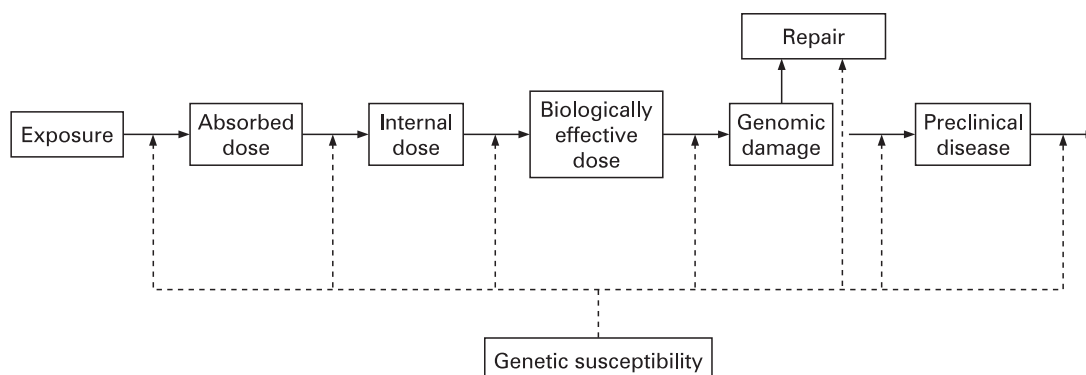 Repair
Exposure
Absorbed
dose
Internal
dose
Biologically
effective
dose
Genomic
damage
Preclinical
disease
Genetic susceptibility